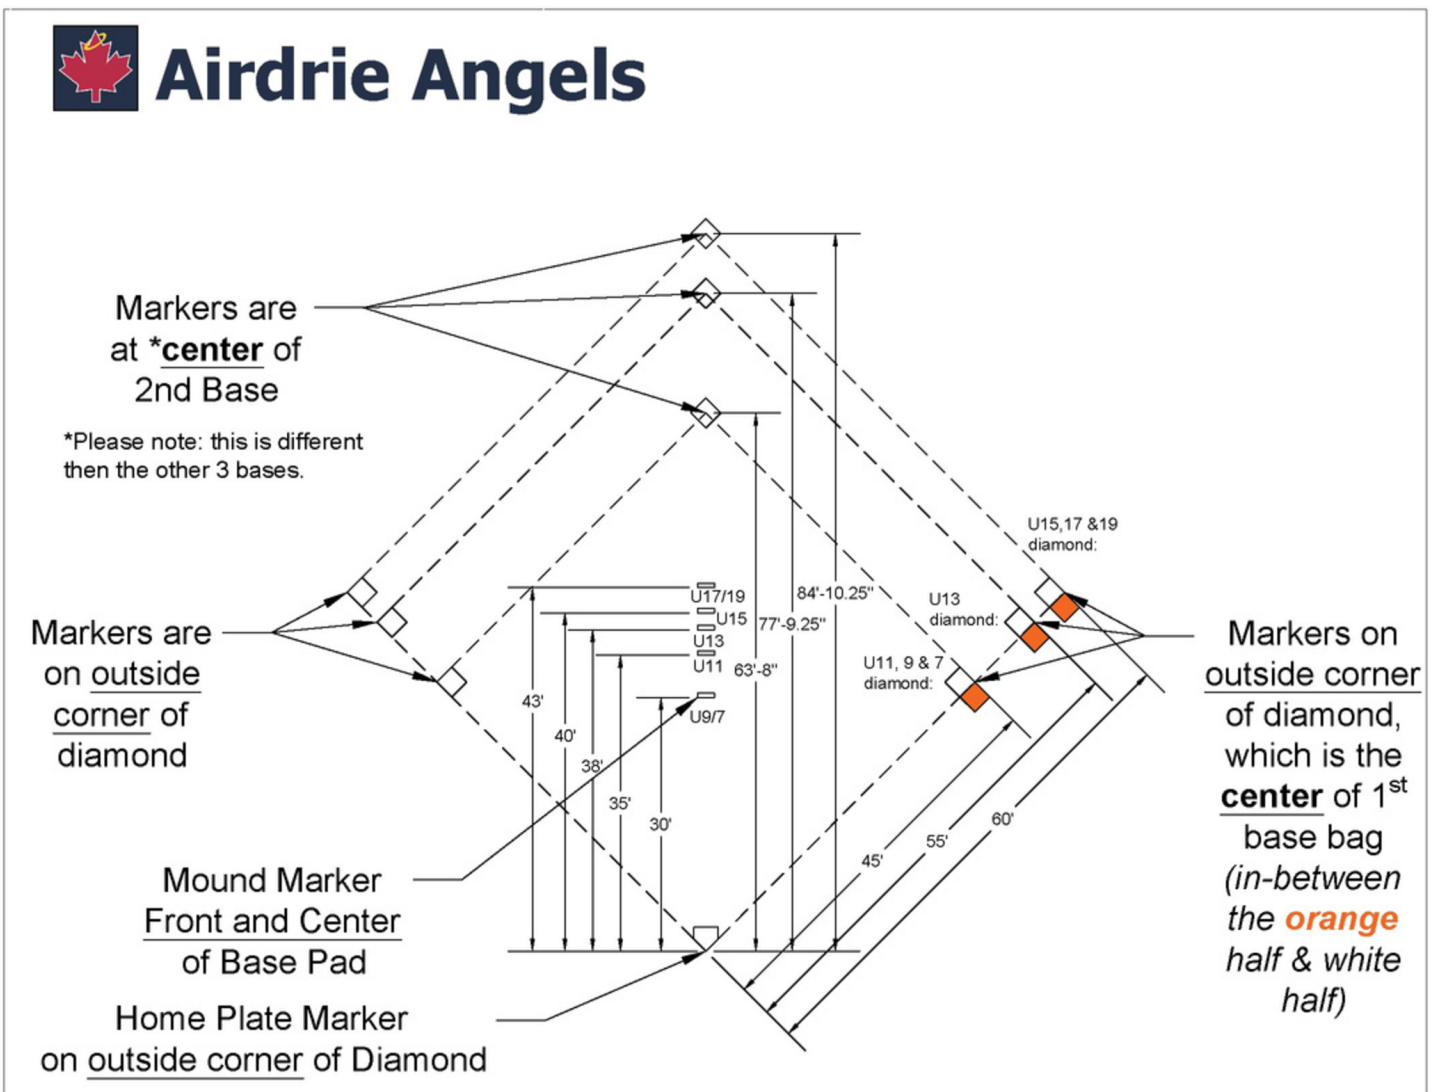 Airdrie Angels
Markers are
at *center of
2nd Base
*Please note: this is different
then the other 3 bases.
U15,17 &19
diamond:
U13
diamond:
U11, 9 & 7
diamond:
84'-10.25"
77'-9.25"
63'-8"
U17/19
U15
U13
U11
U9/7
43'
40'
38'
35'
30'
45'
55'
60'
Markers are
on outside
corner of
diamond
Markers on
outside corner
of diamond,
which is the
center of 1st
base bag
(in-between
the orange
half & white
half)
Mound Marker
Front and Center
of Base Pad
Home Plate Marker
on outside corner of Diamond